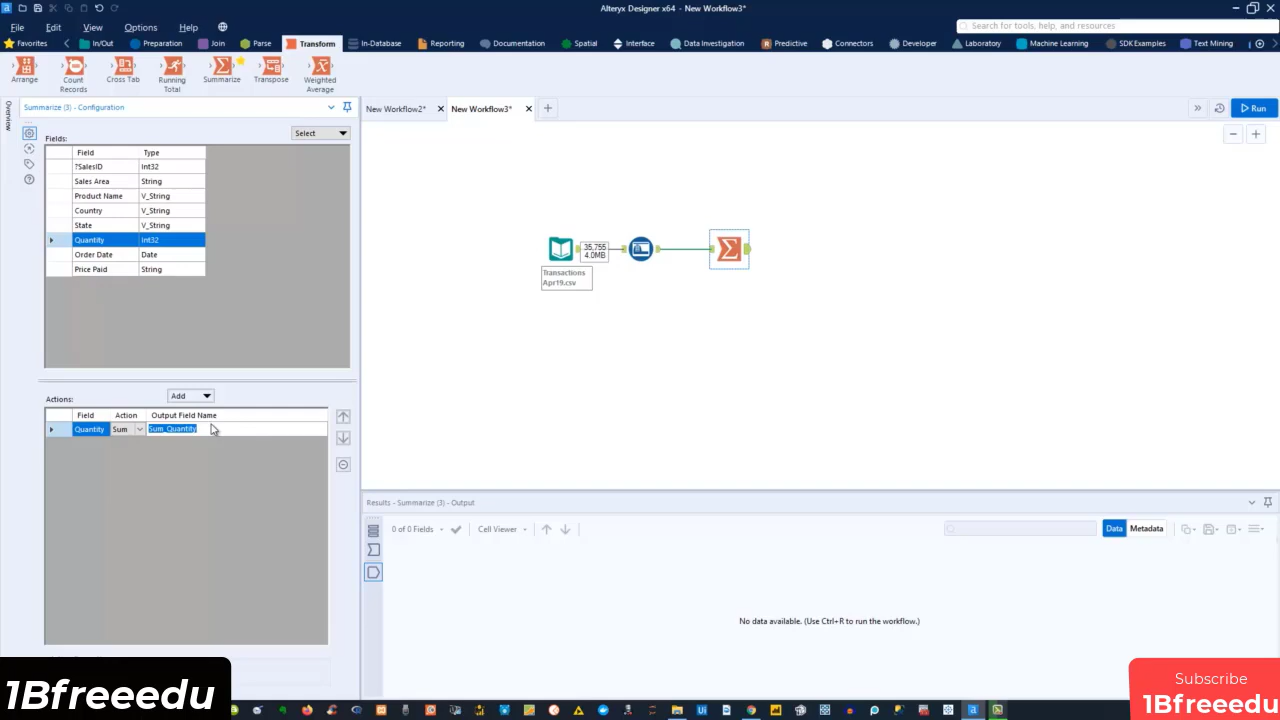 Alteryx Designer x64 - New Workflow3*
File Edit View Options Help
Search for tools, help, and resources
Favorites In/Out Preparation Join Parse Transform In-Database Reporting Documentation Spatial Interface Data Investigation Predictive Connectors Developer Laboratory Machine Learning SDK Examples Text Mining
Arrange Count Records Cross Tab Running Total Summarize Transpose Weighted Average
Overview
Summarize (3) - Configuration
New Workflow2* New Workflow3*
Run
Fields: Select
Field Type
?SalesID Int32
Sales Area String
Product Name V_String
Country V_String
State V_String
Quantity Int32
Order Date Date
Price Paid String
35,755
4.0MB
Transactions
Apr19.csv
Actions: Add
Field Action Output Field Name
Quantity Sum Sum_Quantity
Results - Summarize (3) - Output
0 of 0 Fields Cell Viewer Data Metadata
No data available. (Use Ctrl+R to run the workflow.)
1Bfreeedu
Subscribe
1Bfreeedu